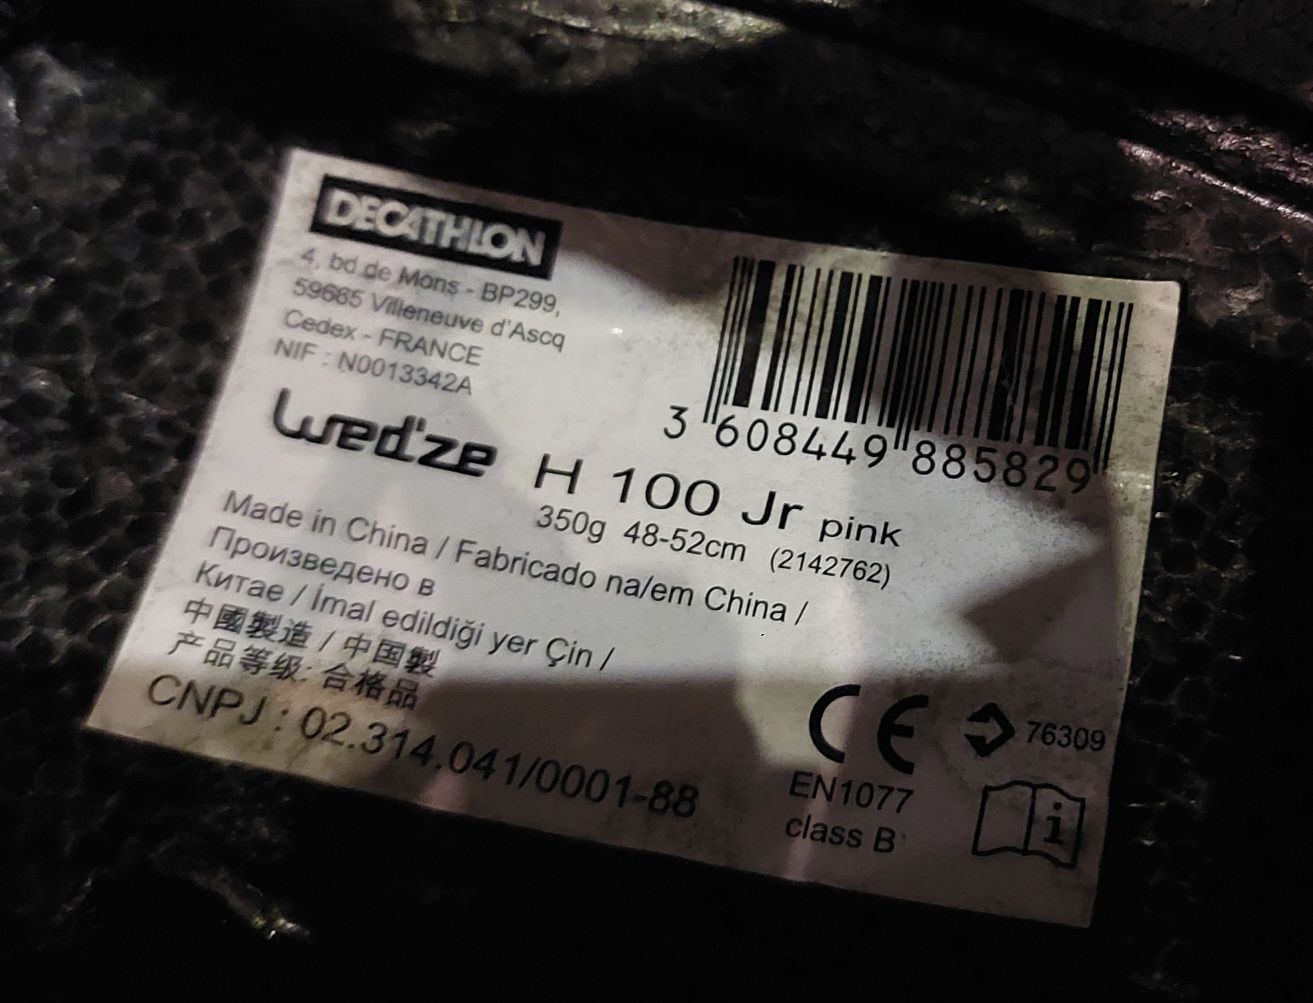 DECATHLON
4, bd de Mons - BP299,
59665 Villeneuve d'Ascq
Cedex - FRANCE
NIF : N0013342A
3 608449 885829
Wed'ze H 100 Jr pink
350g 48-52cm (2142762)
Made in China / Fabricado na/em China /
Произведено в
Китае / İmal edildiği yer Çin /
中國製造 / 中国製
产品等级: 合格品
CNPJ : 02.314.041/0001-88
CE
76309
EN1077
class B
i